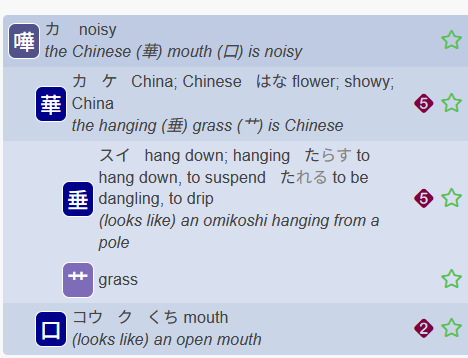 嘩 カ noisy
the Chinese (華) mouth (口) is noisy
華 カ ケ China; Chinese はな flower; showy;
China
5
the hanging (垂) grass (艹) is Chinese
垂 スイ hang down; hanging たらす to
hang down, to suspend たれる to be
dangling, to drip
5
(looks like) an omikoshi hanging from a
pole
艹 grass
口 コウ ク くち mouth
2
(looks like) an open mouth